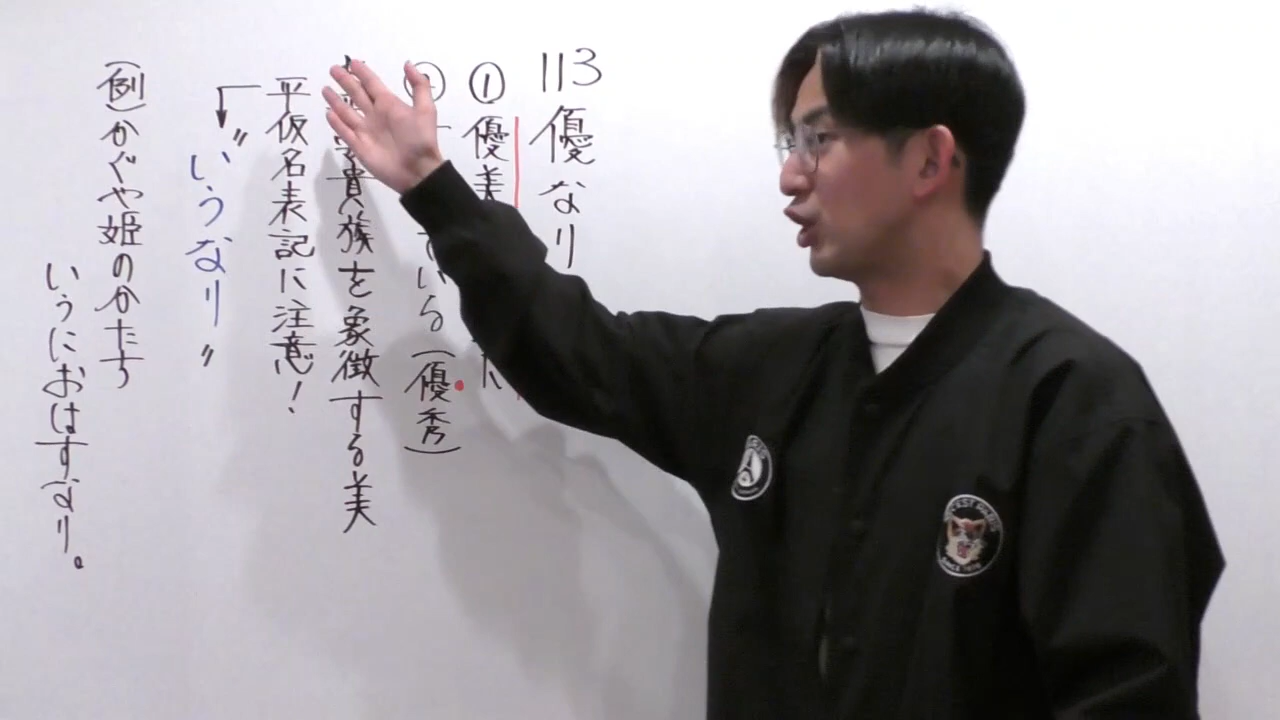 113 優なり
① 優美
ている(優秀)
貴族を象徴する美
平仮名表記に注意!
"いうなり"
(例)かぐや姫のかたち
いうにおはすなり。